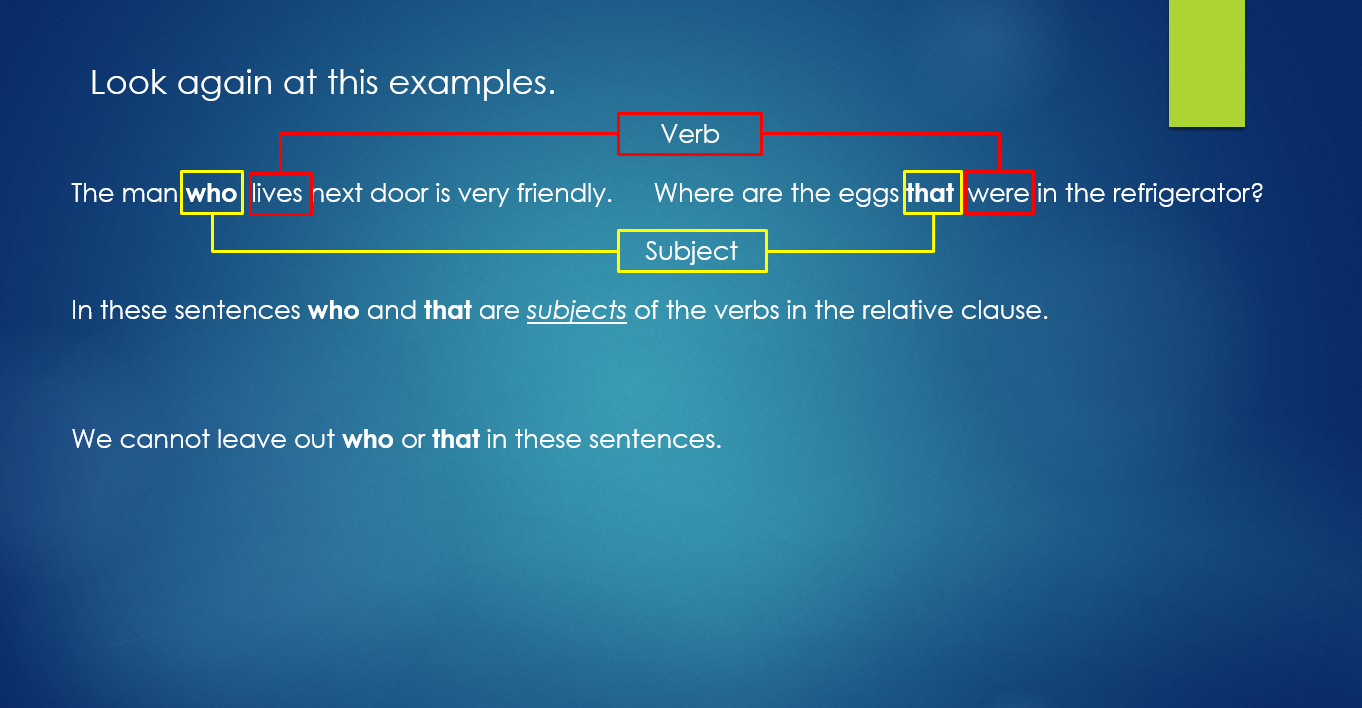 Look again at this examples.
Verb
The man who lives next door is very friendly. Where are the eggs that were in the refrigerator?
Subject
In these sentences who and that are subjects of the verbs in the relative clause.
We cannot leave out who or that in these sentences.